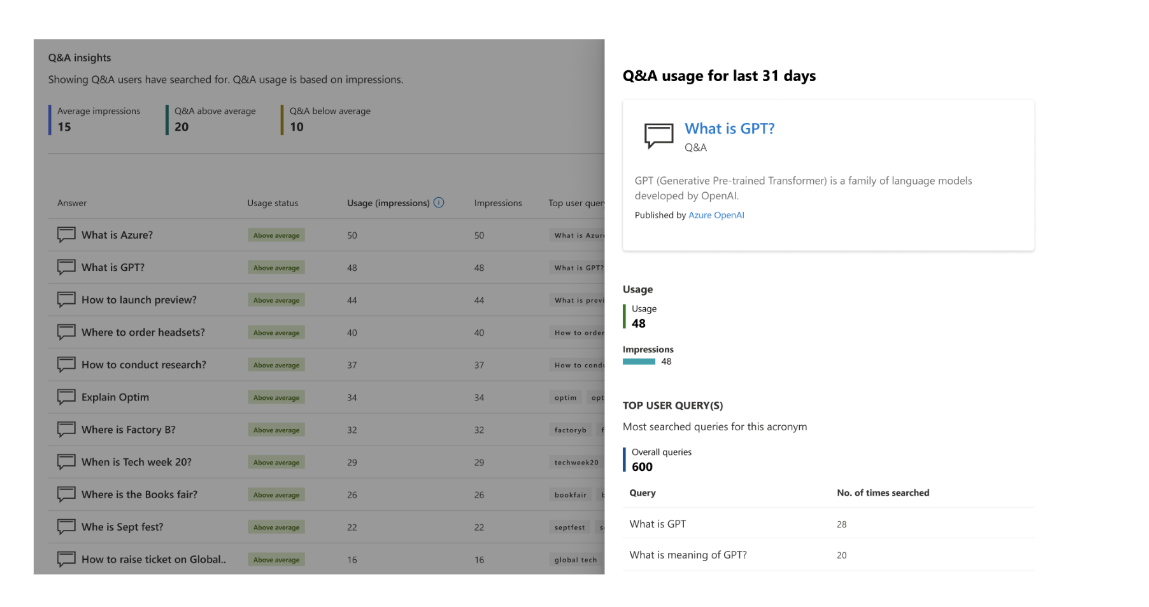 Q&A insights
Showing Q&A users have searched for. Q&A usage is based on impressions.
Average impressions
15
Q&A above average
20
Q&A below average
10
Answer Usage status Usage (impressions) Impressions Top user quer
What is Azure? Above average 50 50 What is Azur
What is GPT? Above average 48 48 What is GPT?
How to launch preview? Above average 44 44 What is previ
Where to order headsets? Above average 40 40 How to order
How to conduct research? Above average 37 37 How to condu
Explain Optim Above average 34 34 optim opt
Where is Factory B? Above average 32 32 factoryb f
When is Tech week 20? Above average 29 29 techweek20
Where is the Books fair? Above average 26 26 bookfair b
Whe is Sept fest? Above average 22 22 septfest s
How to raise ticket on Global.. Above average 16 16 global tech
Q&A usage for last 31 days
What is GPT?
Q&A
GPT (Generative Pre-trained Transformer) is a family of language models
developed by OpenAI.
Published by Azure OpenAI
Usage
Usage
48
Impressions
48
TOP USER QUERY(S)
Most searched queries for this acronym
Overall queries
600
Query No. of times searched
What is GPT 28
What is meaning of GPT? 20